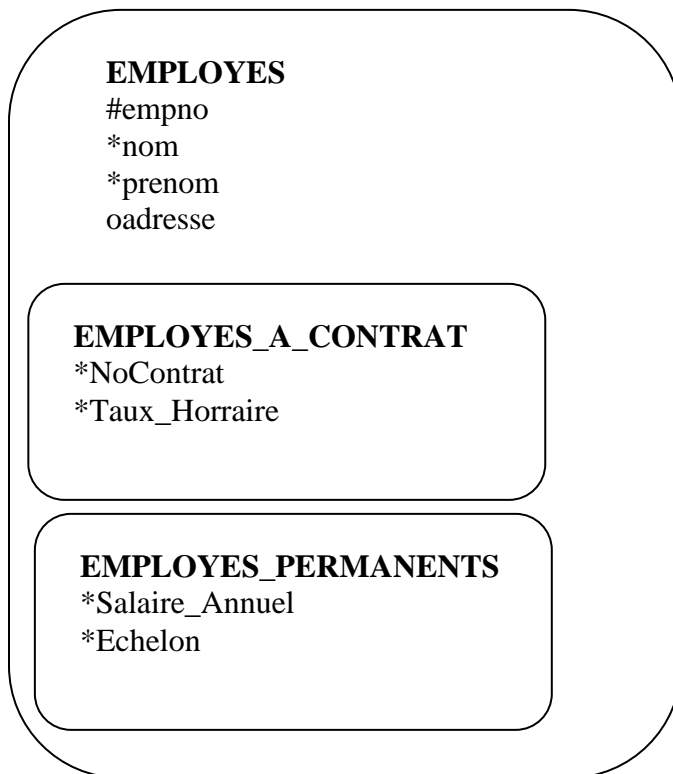 EMPLOYES
#empno
*nom
*prenom
oadresse
EMPLOYES_A_CONTRAT
*NoContrat
*Taux_Horraire
EMPLOYES_PERMANENTS
*Salaire_Annuel
*Echelon